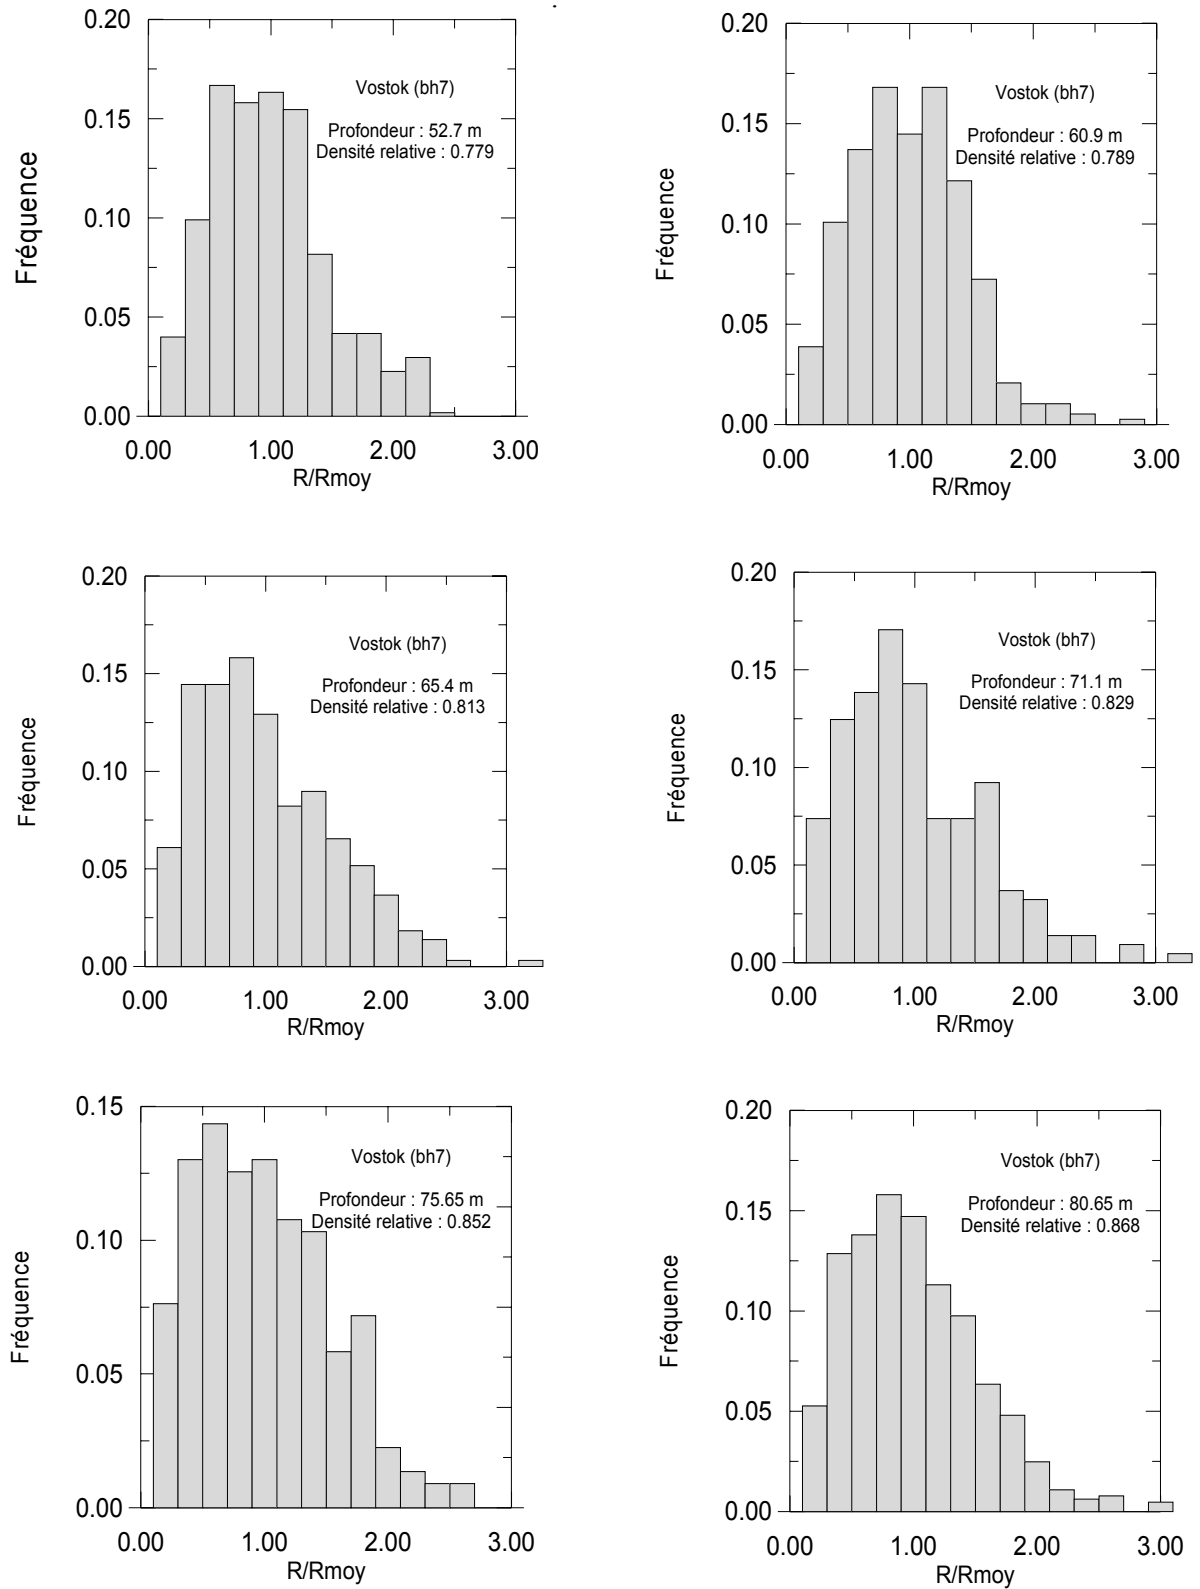 0.20
0.15
0.10
0.05
0.00
Fréquence
Vostok (bh7)
Profondeur : 52.7 m
Densité relative : 0.779
0.00 1.00 2.00 3.00
R/Rmoy
0.20
0.15
0.10
0.05
0.00
Fréquence
Vostok (bh7)
Profondeur : 60.9 m
Densité relative : 0.789
0.00 1.00 2.00 3.00
R/Rmoy
0.20
0.15
0.10
0.05
0.00
Fréquence
Vostok (bh7)
Profondeur : 65.4 m
Densité relative : 0.813
0.00 1.00 2.00 3.00
R/Rmoy
0.20
0.15
0.10
0.05
0.00
Fréquence
Vostok (bh7)
Profondeur : 71.1 m
Densité relative : 0.829
0.00 1.00 2.00 3.00
R/Rmoy
0.15
0.10
0.05
0.00
Fréquence
Vostok (bh7)
Profondeur : 75.65 m
Densité relative : 0.852
0.00 1.00 2.00 3.00
R/Rmoy
0.20
0.15
0.10
0.05
0.00
Fréquence
Vostok (bh7)
Profondeur : 80.65 m
Densité relative : 0.868
0.00 1.00 2.00 3.00
R/Rmoy